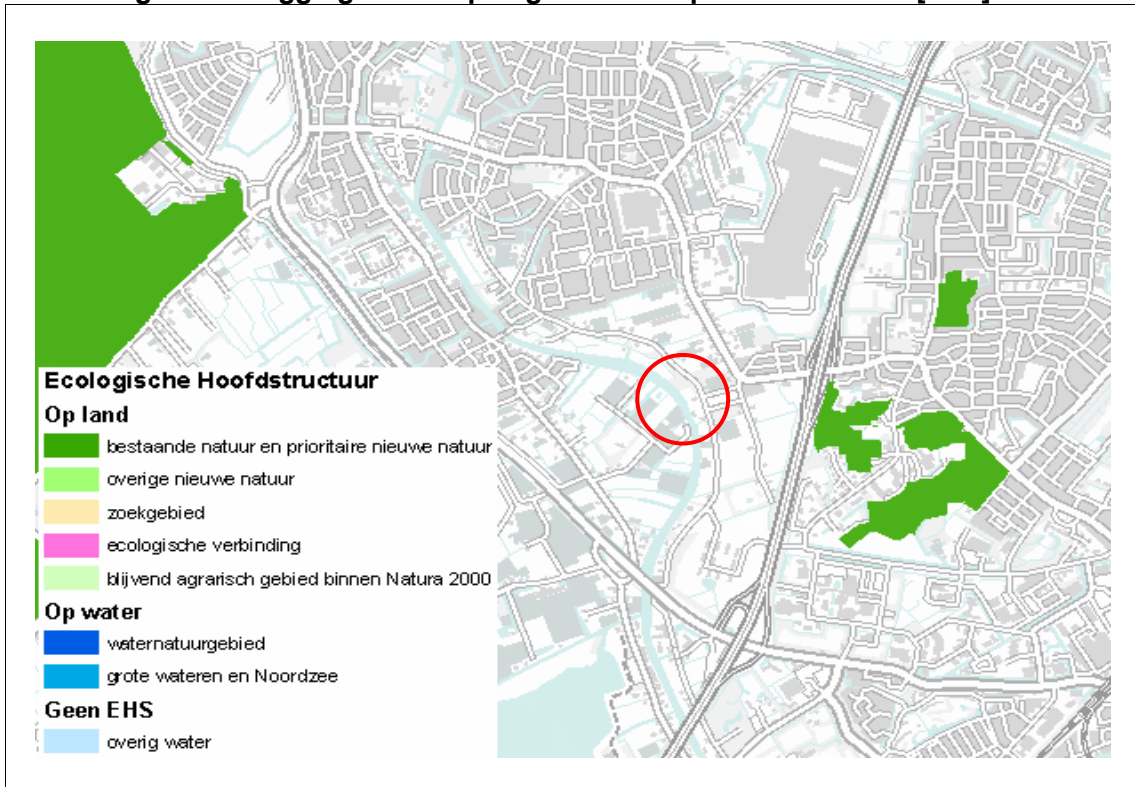 Ecologische Hoofdstructuur
Op land
bestaande natuur en prioritaire nieuwe natuur
overige nieuwe natuur
zoekgebied
ecologische verbinding
blijvend agrarisch gebied binnen Natura 2000
Op water
waternatuurgebied
grote wateren en Noordzee
Geen EHS
overig water